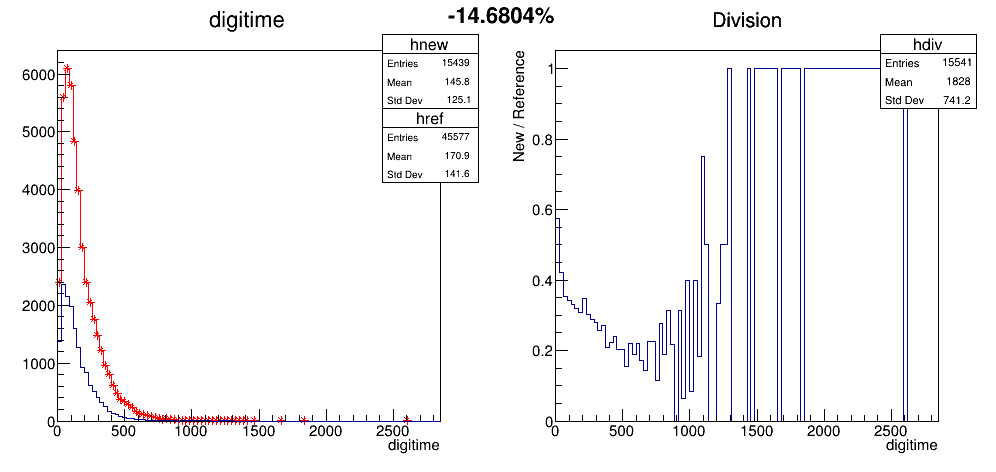 -14.6804%
digitime
hnew
Entries 15439
Mean 145.8
Std Dev 125.1
href
Entries 45577
Mean 170.9
Std Dev 141.6
6000
5000
4000
3000
2000
1000
0
0 500 1000 1500 2000 2500
digitime
Division
hdiv
Entries 15541
Mean 1828
Std Dev 741.2
New / Reference
1
0.8
0.6
0.4
0.2
0
0 500 1000 1500 2000 2500
digitime